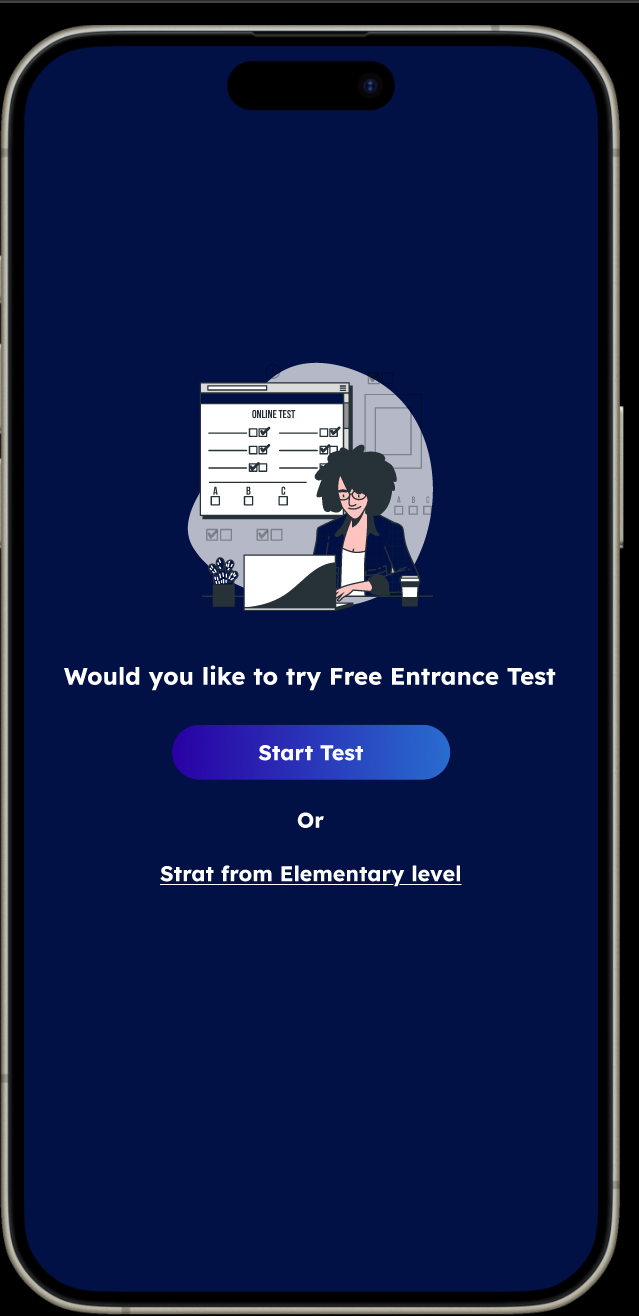 ONLINE TEST
A B C
A B C
Would you like to try Free Entrance Test
Start Test
Or
Strat from Elementary level